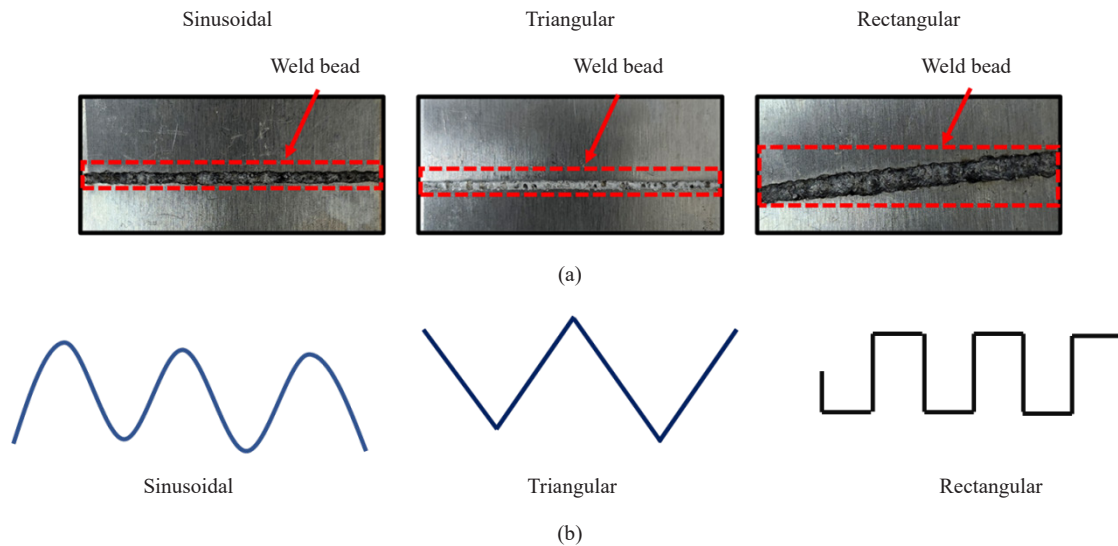 Sinusoidal Triangular Rectangular
Weld bead Weld bead Weld bead
(a)
Sinusoidal Triangular Rectangular
(b)